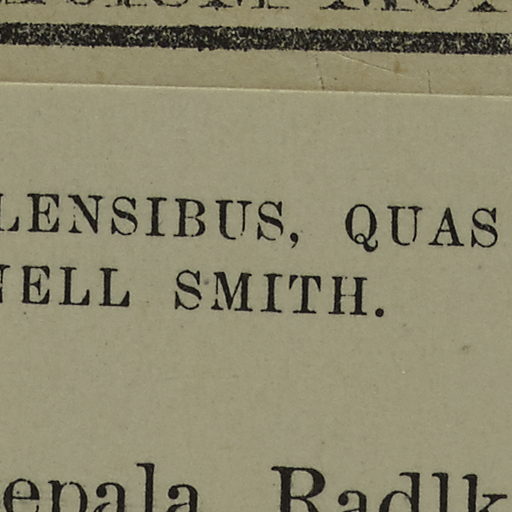 LENSIBUS, QUAS
NELL SMITH.
epala Radlk